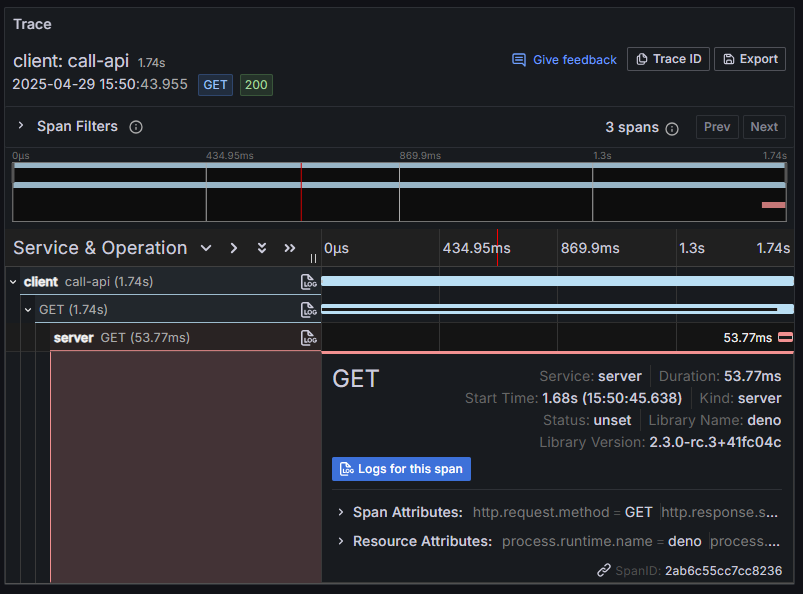 Trace
client: call-api 1.74s
Give feedback Trace ID Export
2025-04-29 15:50:43.955 GET 200
Span Filters 3 spans Prev Next
0μs 434.95ms 869.9ms 1.3s 1.74s
Service & Operation 0μs 434.95ms 869.9ms 1.3s 1.74s
client call-api (1.74s) LOG
GET (1.74s) LOG
server GET (53.77ms) LOG 53.77ms
GET
Service: server Duration: 53.77ms
Start Time: 1.68s (15:50:45.638) Kind: server
Status: unset Library Name: deno
Library Version: 2.3.0-rc.3+41fc04c
LOG Logs for this span
Span Attributes: http.request.method = GET http.response.s...
Resource Attributes: process.runtime.name = deno process....
SpanID: 2ab6c55cc7cc8236